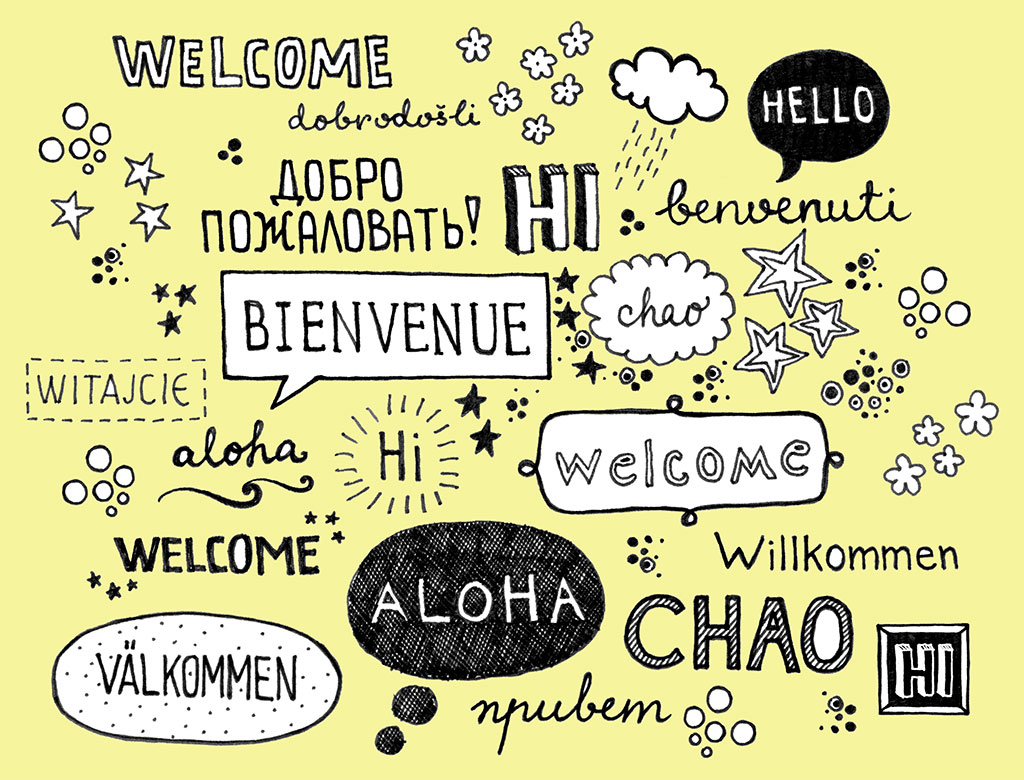 WELCOME
dobrodošli
HELLO
ДОБРО
ПОЖАЛОВАТЬ!
HI
benvenuti
BIENVENUE
chao
WITAJCIE
aloha
Hi
welcome
WELCOME
Willkommen
ALOHA
CHAO
VÄLKOMMEN
HI
привет